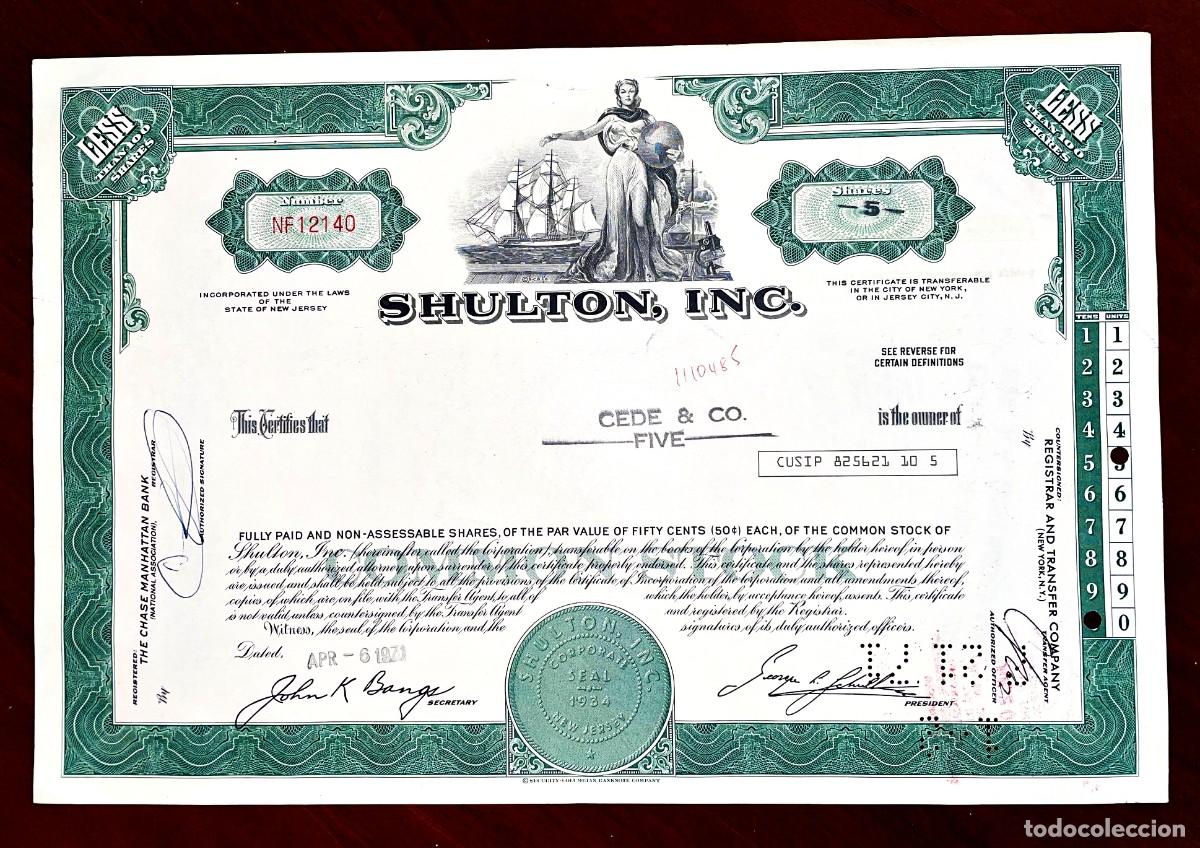 LESS
THAN 100
SHARES
LESS
THAN 100
SHARES
Number
NF12140
Shares
-5-
INCORPORATED UNDER THE LAWS
OF THE
STATE OF NEW JERSEY
THIS CERTIFICATE IS TRANSFERABLE
IN THE CITY OF NEW YORK,
OR IN JERSEY CITY, N. J.
SHULTON, INC.
SEE REVERSE FOR
CERTAIN DEFINITIONS
1110485
This Certifies that
CEDE & CO.
is the owner of
FIVE
CUSIP 825621 10 5
FULLY PAID AND NON-ASSESSABLE SHARES, OF THE PAR VALUE OF FIFTY CENTS (50¢) EACH, OF THE COMMON STOCK OF
Shulton, Inc. (hereinafter called the Corporation), transferable on the books of the Corporation by the holder hereof in person
or by a duly authorized attorney upon surrender of this certificate properly endorsed. This certificate and the shares represented hereby
are issued and shall be held subject to all the provisions of the Certificate of Incorporation of the Corporation and all amendments thereof,
copies of which are on file with the Transfer Agent, to all of which the holder by acceptance hereof, assents. This certificate
is not valid unless countersigned by the Transfer Agent and registered by the Registrar.
Witness, the seal of the Corporation and the signatures of its duly authorized officers.
COMMON STOCK
Dated,
APR - 6 1971
John K Bangs
SECRETARY
SHULTON, INC.
CORPORATE
SEAL
1934
NEW JERSEY
PRESIDENT
© SECURITY-COLUMBIAN BANKNOTE COMPANY
REGISTERED:
THE CHASE MANHATTAN BANK
(NATIONAL ASSOCIATION),
REGISTRAR
By
AUTHORIZED SIGNATURE
COUNTERSIGNED:
REGISTRAR AND TRANSFER COMPANY
(NEW YORK, N.Y.)
TRANSFER AGENT
By
AUTHORIZED OFFICER
TENS UNITS
1 1
2 2
3 3
4 4
5 5
6 6
7 7
8 8
9 9
0
todocoleccion